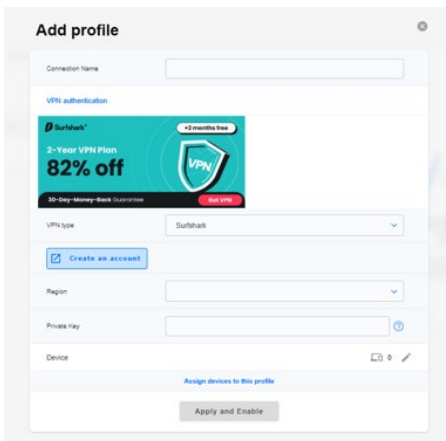 Add profile
Connection Name
VPN authentication
Surfshark®
+2 months free
2-Year VPN Plan
82% off
VPN
30-Day-Money-Back Guarantee
Get VPN
VPN type
Surfshark
Create an account
Region
Private Key
Device
0
Assign devices to this profile
Apply and Enable